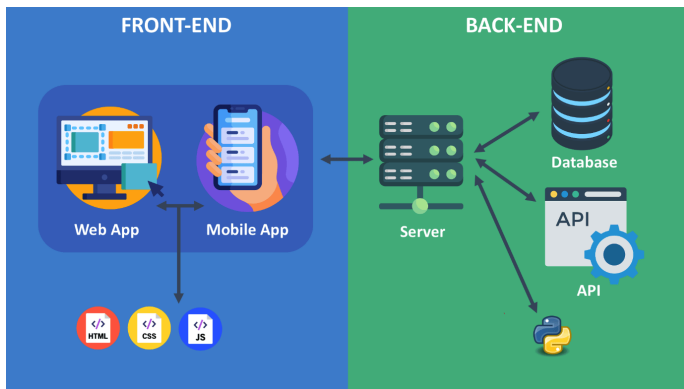 FRONT-END
BACK-END
Web App
Mobile App
Server
Database
API
API
</> HTML
</> CSS
</> JS